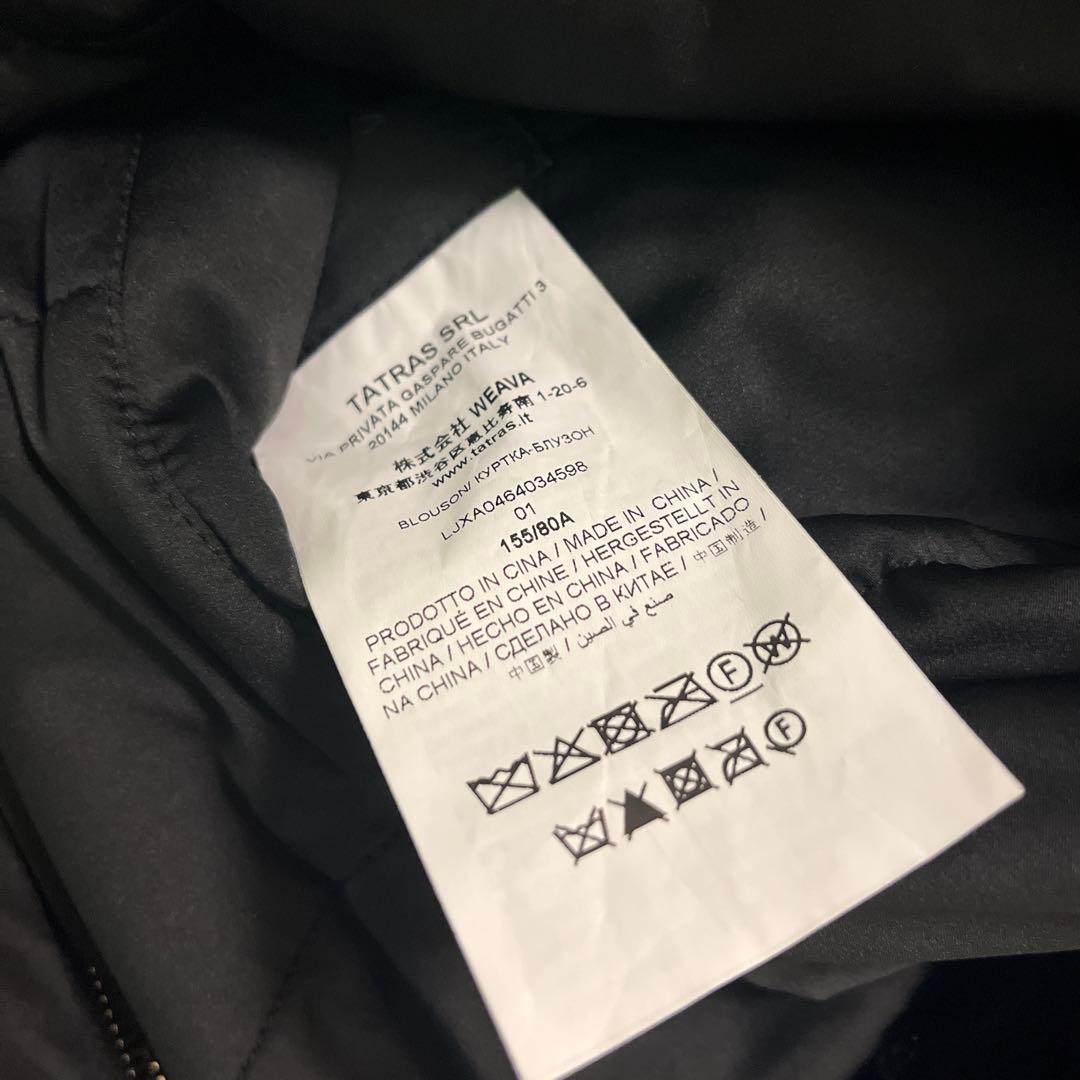 TATRAS SRL
VIA PRIVATA GASPARE BUGATTI 3
20144 MILANO ITALY
株式会社 WEAVA
東京都渋谷区恵比寿南 1-20-6
www.tatras.it
BLOUSON/ КУРТКА-БЛУЗОН
LJXA0464034598
01
155/80A
PRODOTTO IN CINA / MADE IN CHINA /
FABRIQUÉ EN CHINE / HERGESTELLT IN
CHINA / HECHO EN CHINA / FABRICADO
NA CHINA / СДЕЛАНО В КИТАЕ / 中国制造 /
中国製 / صنع في الصين
F W
F